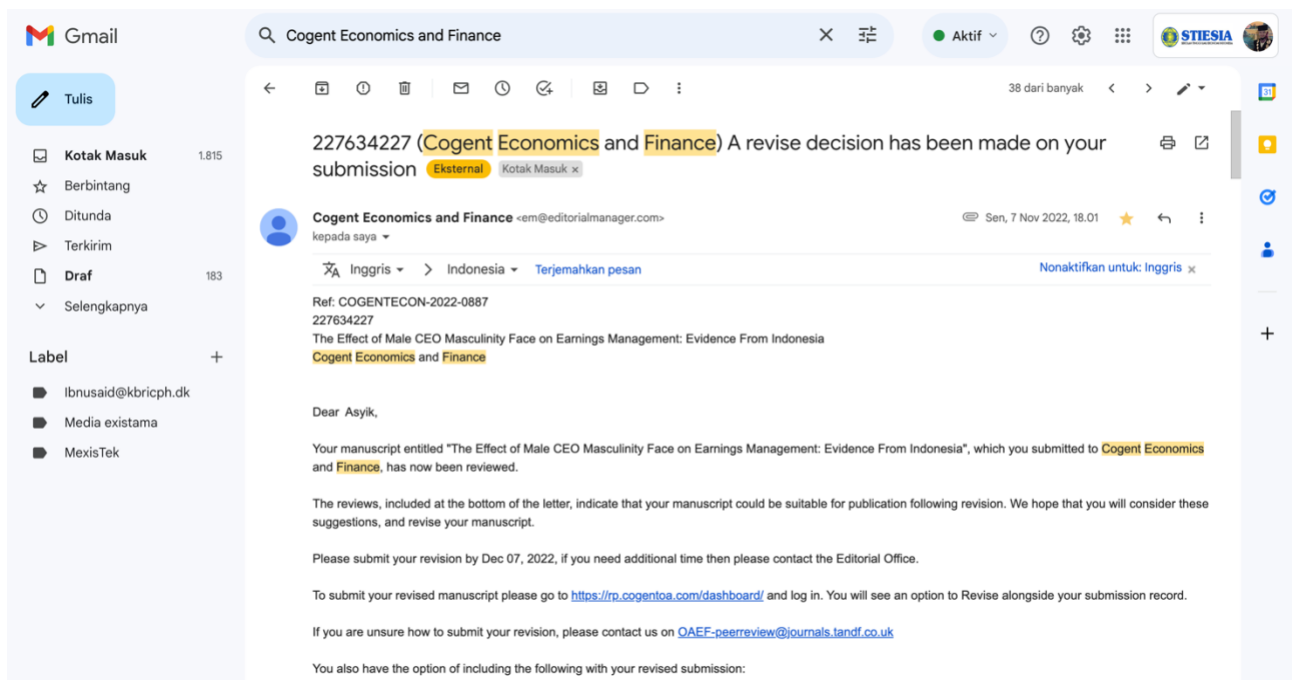 Gmail
Cogent Economics and Finance
Aktif
STIESIA
Tulis
38 dari banyak
Kotak Masuk 1.815
Berbintang
Ditunda
Terkirim
Draf 183
Selengkapnya
Label
Ibnusaid@kbricph.dk
Media existama
MexisTek
227634227 (Cogent Economics and Finance) A revise decision has been made on your
submission Eksternal Kotak Masuk ×
Cogent Economics and Finance <em@editorialmanager.com> Sen, 7 Nov 2022, 18.01
kepada saya
Inggris > Indonesia Terjemahkan pesan Nonaktifkan untuk: Inggris ×
Ref: COGENTECON-2022-0887
227634227
The Effect of Male CEO Masculinity Face on Earnings Management: Evidence From Indonesia
Cogent Economics and Finance
Dear Asyik,
Your manuscript entitled "The Effect of Male CEO Masculinity Face on Earnings Management: Evidence From Indonesia", which you submitted to Cogent Economics
and Finance, has now been reviewed.
The reviews, included at the bottom of the letter, indicate that your manuscript could be suitable for publication following revision. We hope that you will consider these
suggestions, and revise your manuscript.
Please submit your revision by Dec 07, 2022, if you need additional time then please contact the Editorial Office.
To submit your revised manuscript please go to https://rp.cogentoa.com/dashboard/ and log in. You will see an option to Revise alongside your submission record.
If you are unsure how to submit your revision, please contact us on OAEF-peerreview@journals.tandf.co.uk
You also have the option of including the following with your revised submission:
31